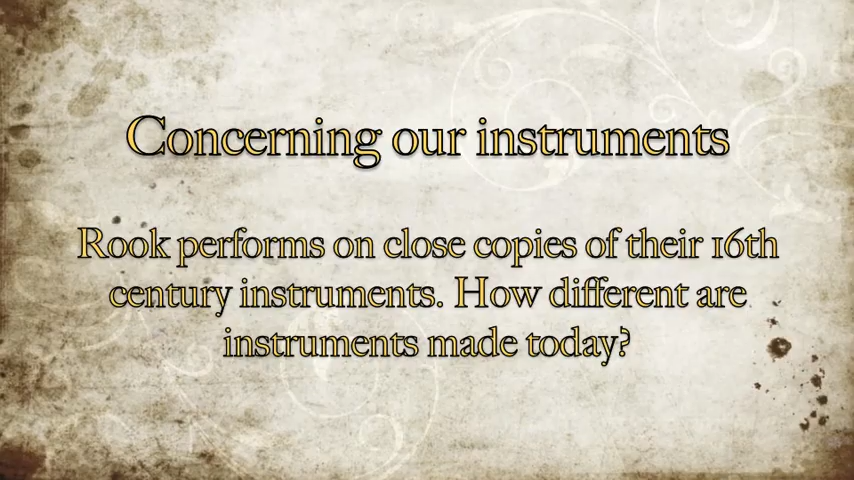 Concerning our instruments
Rook performs on close copies of their 16th
century instruments. How different are
instruments made today?